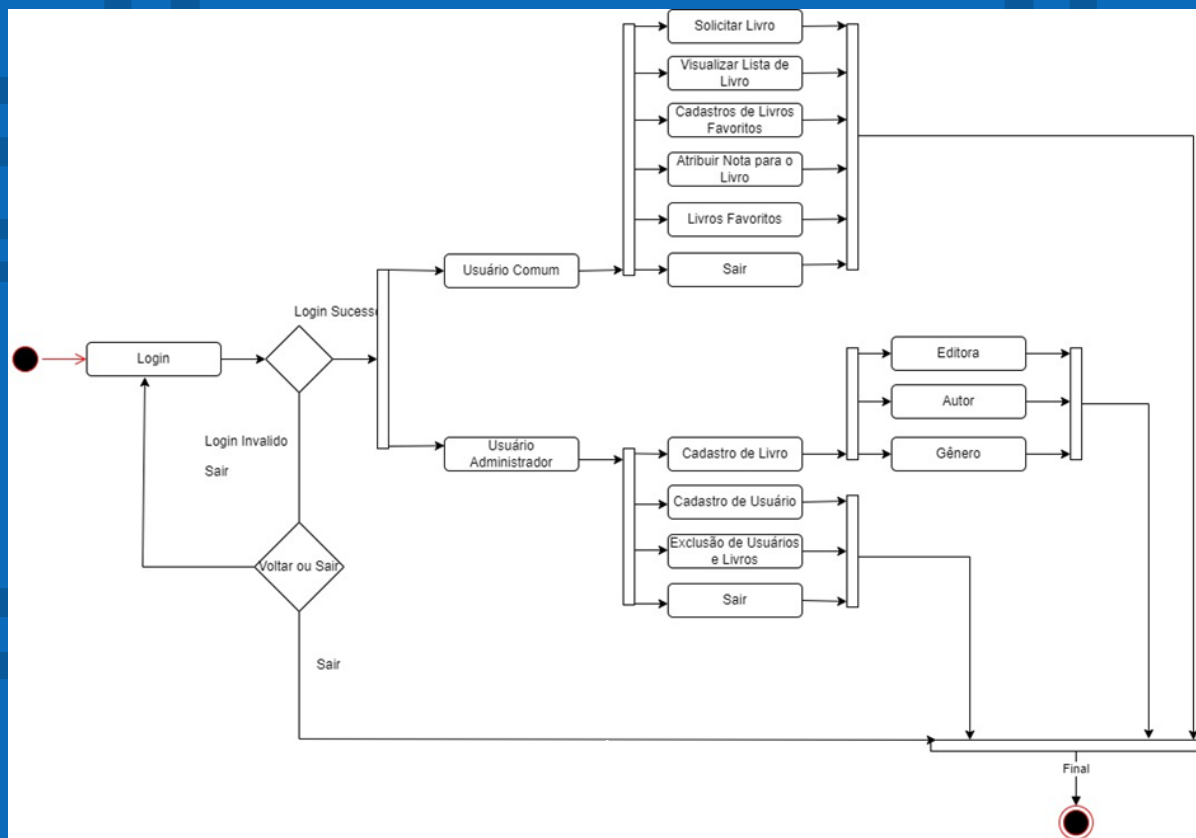 Solicitar Livro
Visualizar Lista de
Livro
Cadastros de Livros
Favoritos
Atribuir Nota para o
Livro
Livros Favoritos
Sair
Usuário Comum
Login Sucesso
Login
Login Invalido
Sair
Voltar ou Sair
Sair
Usuário
Administrador
Cadastro de Livro
Cadastro de Usuário
Exclusão de Usuários
e Livros
Sair
Editora
Autor
Gênero
Final